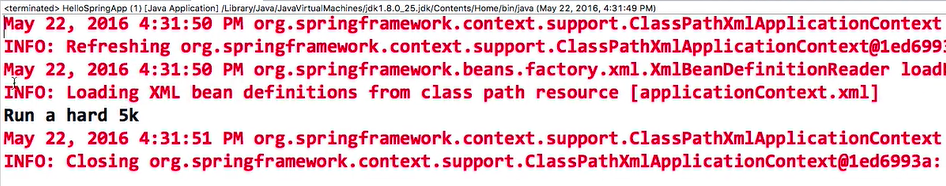 <terminated> HelloSpringApp (1) [Java Application] /Library/Java/JavaVirtualMachines/jdk1.8.0_25.jdk/Contents/Home/bin/java (May 22, 2016, 4:31:49 PM)
May 22, 2016 4:31:50 PM org.springframework.context.support.ClassPathXmlApplicationContext
INFO: Refreshing org.springframework.context.support.ClassPathXmlApplicationContext@1ed6993
May 22, 2016 4:31:50 PM org.springframework.beans.factory.xml.XmlBeanDefinitionReader load
INFO: Loading XML bean definitions from class path resource [applicationContext.xml]
Run a hard 5k
May 22, 2016 4:31:51 PM org.springframework.context.support.ClassPathXmlApplicationContext
INFO: Closing org.springframework.context.support.ClassPathXmlApplicationContext@1ed6993a: